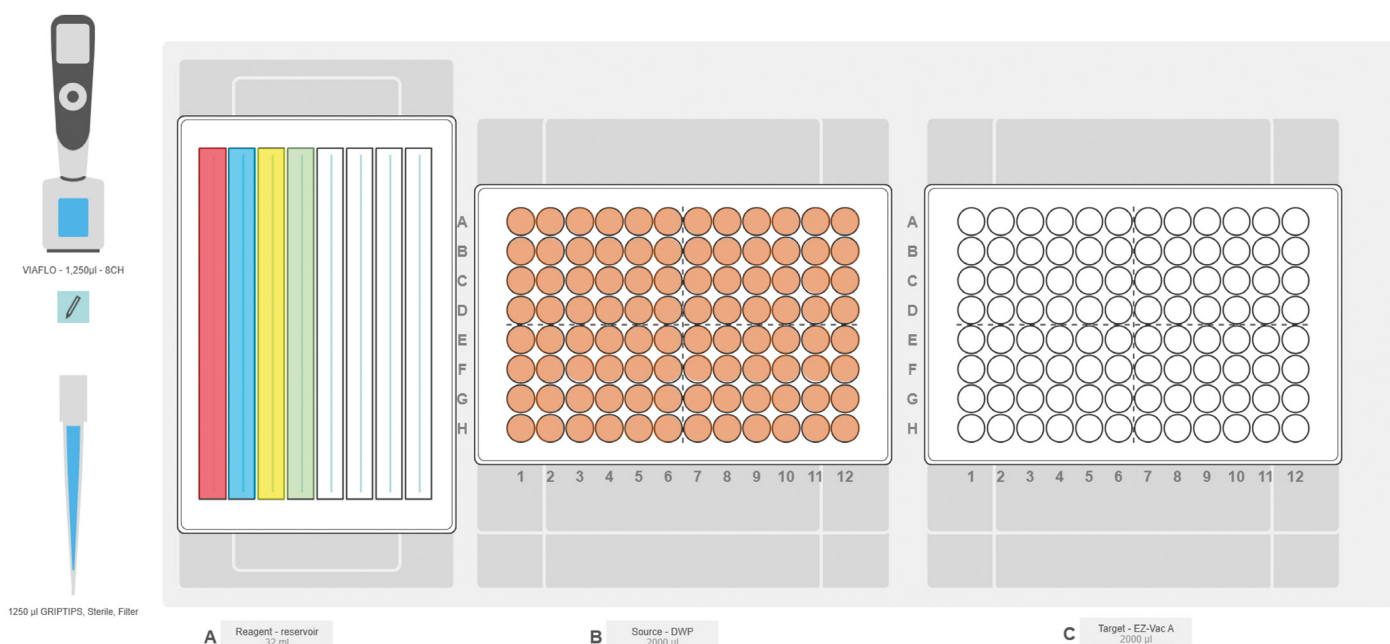 VIAFLO - 1,250µl - 8CH
1250 µl GRIPTIPS, Sterile, Filter
A
B
C
D
E
F
G
H
1 2 3 4 5 6 7 8 9 10 11 12
A
B
C
D
E
F
G
H
1 2 3 4 5 6 7 8 9 10 11 12
A Reagent - reservoir
32 ml
B Source - DWP
2000 µl
C Target - EZ-Vac A
2000 µl